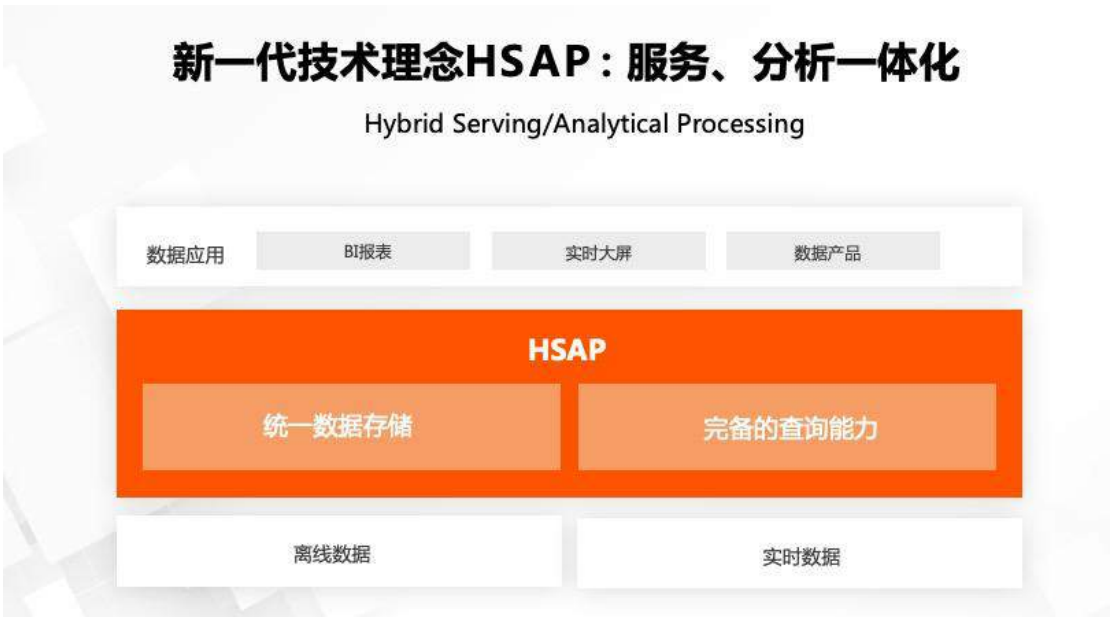 新一代技术理念HSAP：服务、分析一体化
Hybrid Serving/Analytical Processing
数据应用 BI报表 实时大屏 数据产品
HSAP
统一数据存储 完备的查询能力
离线数据 实时数据